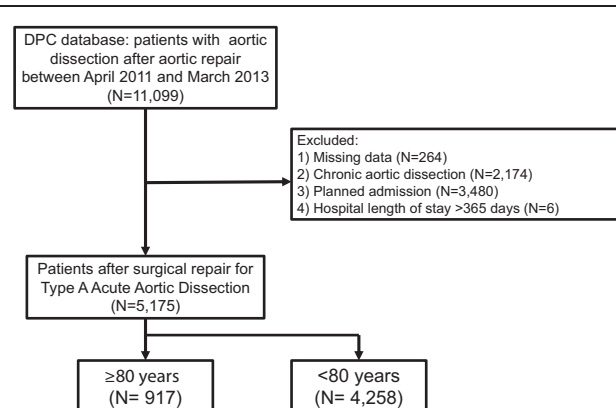 DPC database: patients with aortic
dissection after aortic repair
between April 2011 and March 2013
(N=11,099)
Excluded:
1) Missing data (N=264)
2) Chronic aortic dissection (N=2,174)
3) Planned admission (N=3,480)
4) Hospital length of stay >365 days (N=6)
Patients after surgical repair for
Type A Acute Aortic Dissection
(N=5,175)
≥80 years
(N= 917)
<80 years
(N= 4,258)